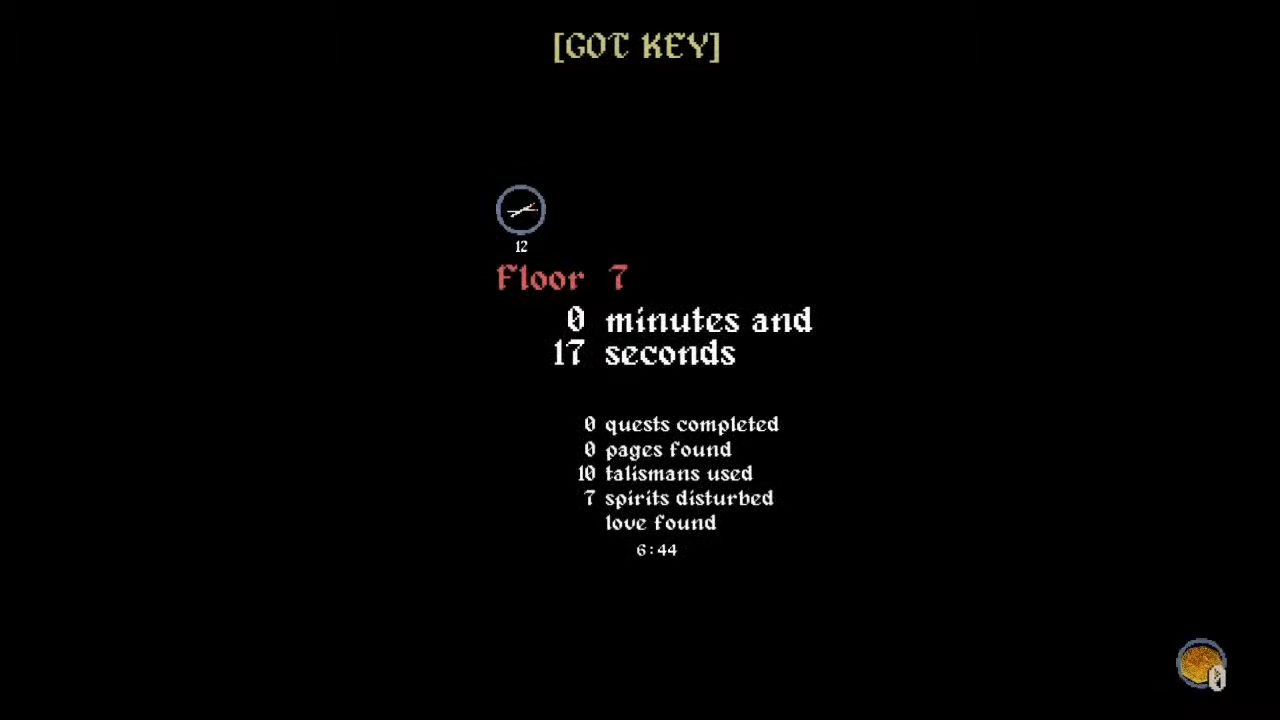 [GOT KEY]
12
Floor 7
0 minutes and
17 seconds
0 quests completed
0 pages found
10 talismans used
7 spirits disturbed
love found
6:44
0